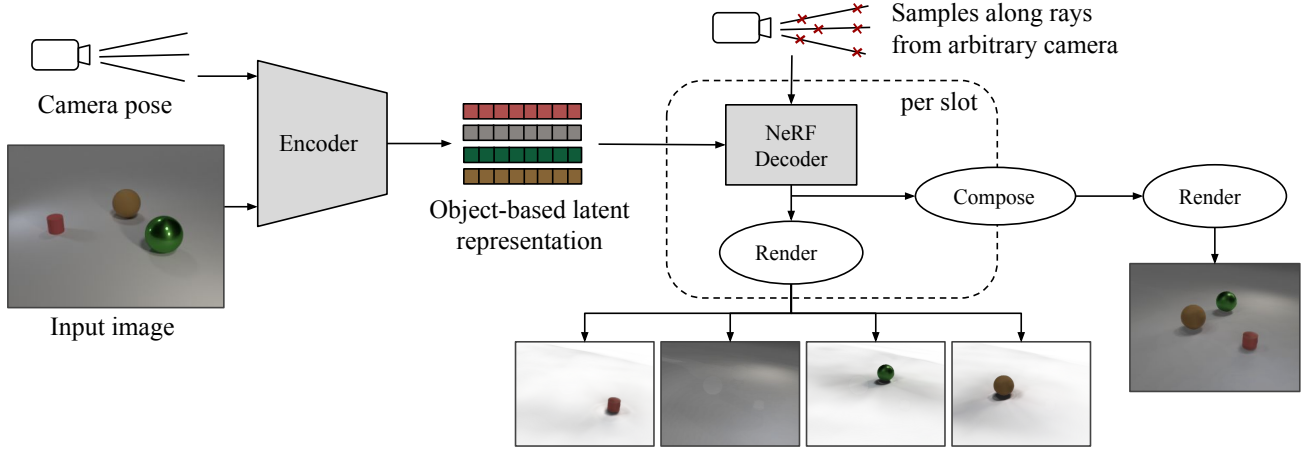 Camera pose
Input image
Encoder
Object-based latent
representation
Samples along rays
from arbitrary camera
per slot
NeRF
Decoder
Render
Compose
Render